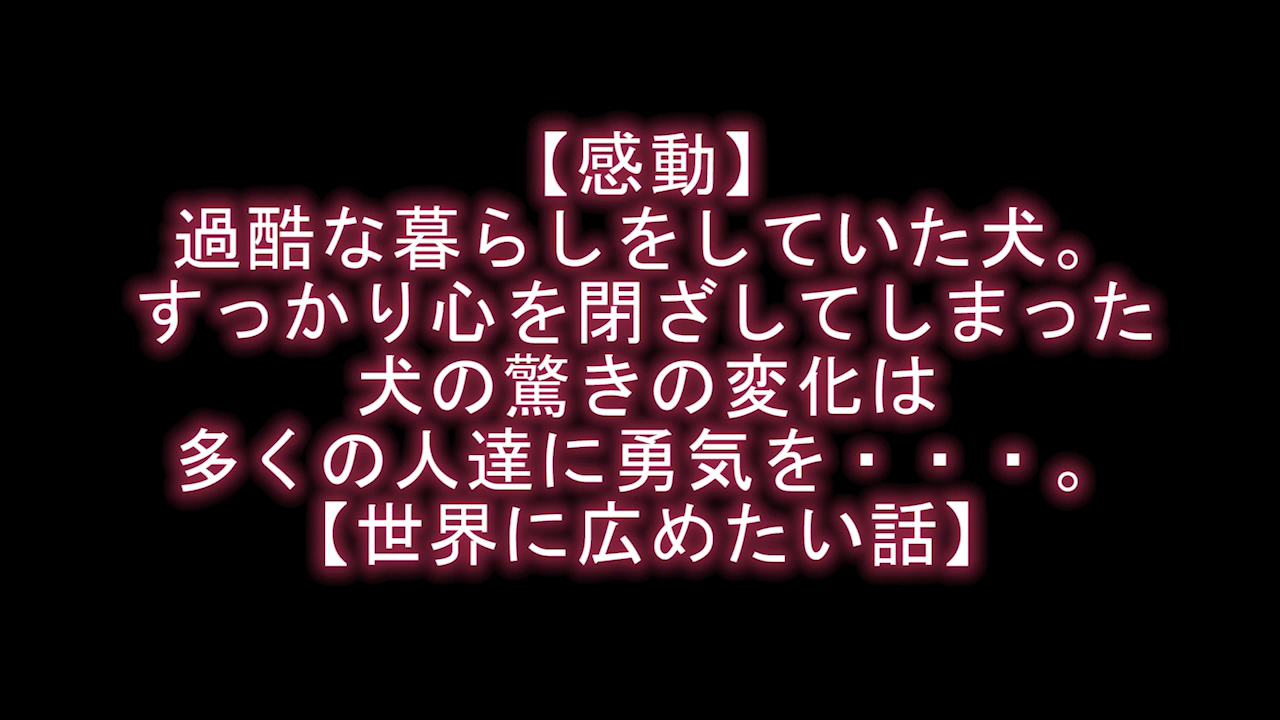 【感動】
過酷な暮らしをしていた犬。
すっかり心を閉ざしてしまった
犬の驚きの変化は
多くの人達に勇気を・・・。
【世界に広めたい話】